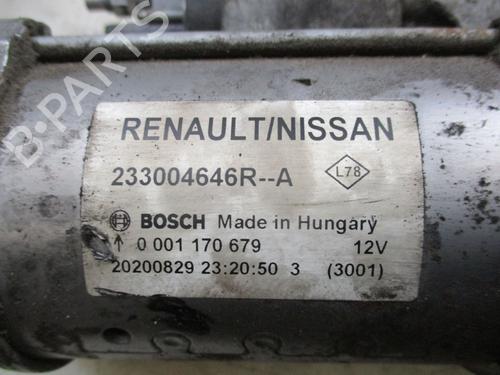 RENAULT/NISSAN
233004646R--A L78
BOSCH Made in Hungary
↑ 0 001 170 679 12V
20200829 23:20:50 3 (3001)
B-PARTS